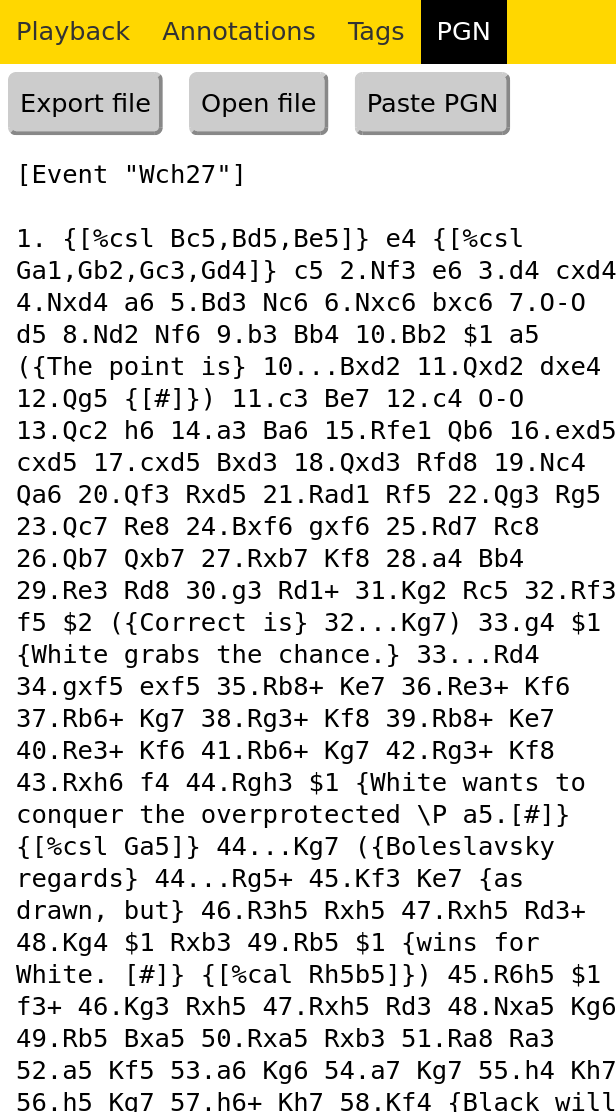 Playback Annotations Tags PGN
Export file Open file Paste PGN
[Event "Wch27"]
1. {[%csl Bc5,Bd5,Be5]} e4 {[%csl
Ga1,Gb2,Gc3,Gd4]} c5 2.Nf3 e6 3.d4 cxd4
4.Nxd4 a6 5.Bd3 Nc6 6.Nxc6 bxc6 7.O-O
d5 8.Nd2 Nf6 9.b3 Bb4 10.Bb2 $1 a5
({The point is} 10...Bxd2 11.Qxd2 dxe4
12.Qg5 {[#]}) 11.c3 Be7 12.c4 O-O
13.Qc2 h6 14.a3 Ba6 15.Rfe1 Qb6 16.exd5
cxd5 17.cxd5 Bxd3 18.Qxd3 Rfd8 19.Nc4
Qa6 20.Qf3 Rxd5 21.Rad1 Rf5 22.Qg3 Rg5
23.Qc7 Re8 24.Bxf6 gxf6 25.Rd7 Rc8
26.Qb7 Qxb7 27.Rxb7 Kf8 28.a4 Bb4
29.Re3 Rd8 30.g3 Rd1+ 31.Kg2 Rc5 32.Rf3
f5 $2 ({Correct is} 32...Kg7) 33.g4 $1
{White grabs the chance.} 33...Rd4
34.gxf5 exf5 35.Rb8+ Ke7 36.Re3+ Kf6
37.Rb6+ Kg7 38.Rg3+ Kf8 39.Rb8+ Ke7
40.Re3+ Kf6 41.Rb6+ Kg7 42.Rg3+ Kf8
43.Rxh6 f4 44.Rgh3 $1 {White wants to
conquer the overprotected \P a5.[#]}
{[%csl Ga5]} 44...Kg7 ({Boleslavsky
regards} 44...Rg5+ 45.Kf3 Ke7 {as
drawn, but} 46.R3h5 Rxh5 47.Rxh5 Rd3+
48.Kg4 $1 Rxb3 49.Rb5 $1 {wins for
White. [#]} {[%cal Rh5b5]}) 45.R6h5 $1
f3+ 46.Kg3 Rxh5 47.Rxh5 Rd3 48.Nxa5 Kg6
49.Rb5 Bxa5 50.Rxa5 Rxb3 51.Ra8 Ra3
52.a5 Kf5 53.a6 Kg6 54.a7 Kg7 55.h4 Kh7
56.h5 Kg7 57.h6+ Kh7 58.Kf4 {Black will